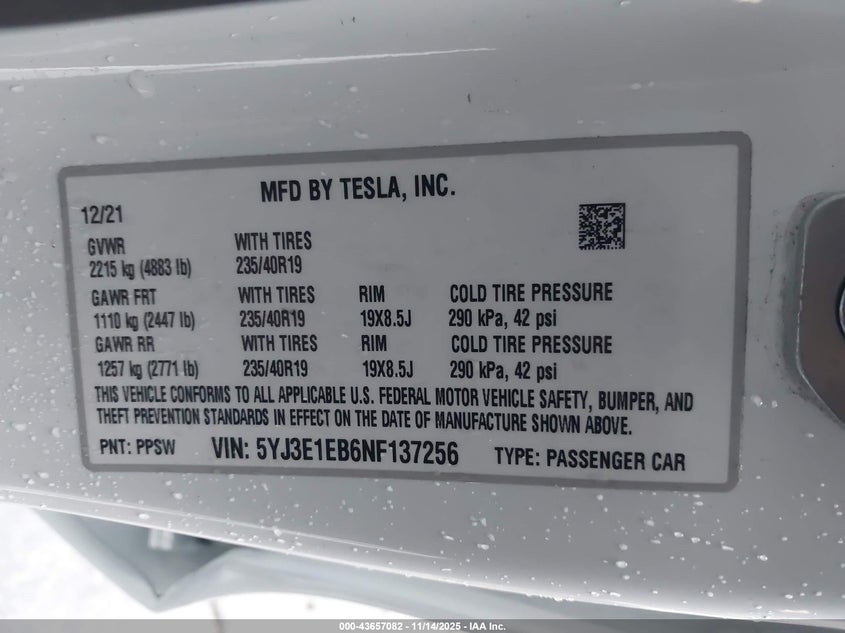 MFD BY TESLA, INC.
12/21
GVWR WITH TIRES
2215 kg (4883 lb) 235/40R19
GAWR FRT WITH TIRES RIM COLD TIRE PRESSURE
1110 kg (2447 lb) 235/40R19 19X8.5J 290 kPa, 42 psi
GAWR RR WITH TIRES RIM COLD TIRE PRESSURE
1257 kg (2771 lb) 235/40R19 19X8.5J 290 kPa, 42 psi
THIS VEHICLE CONFORMS TO ALL APPLICABLE U.S. FEDERAL MOTOR VEHICLE SAFETY, BUMPER, AND
THEFT PREVENTION STANDARDS IN EFFECT ON THE DATE OF MANUFACTURE SHOWN ABOVE.
PNT: PPSW VIN: 5YJ3E1EB6NF137256 TYPE: PASSENGER CAR
000-43657082 - 11/14/2025 - IAA Inc.